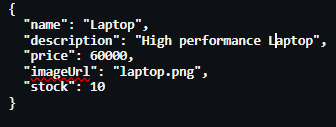 {
"name": "Laptop",
"description": "High performance Laptop",
"price": 60000,
"imageUrl": "laptop.png",
"stock": 10
}